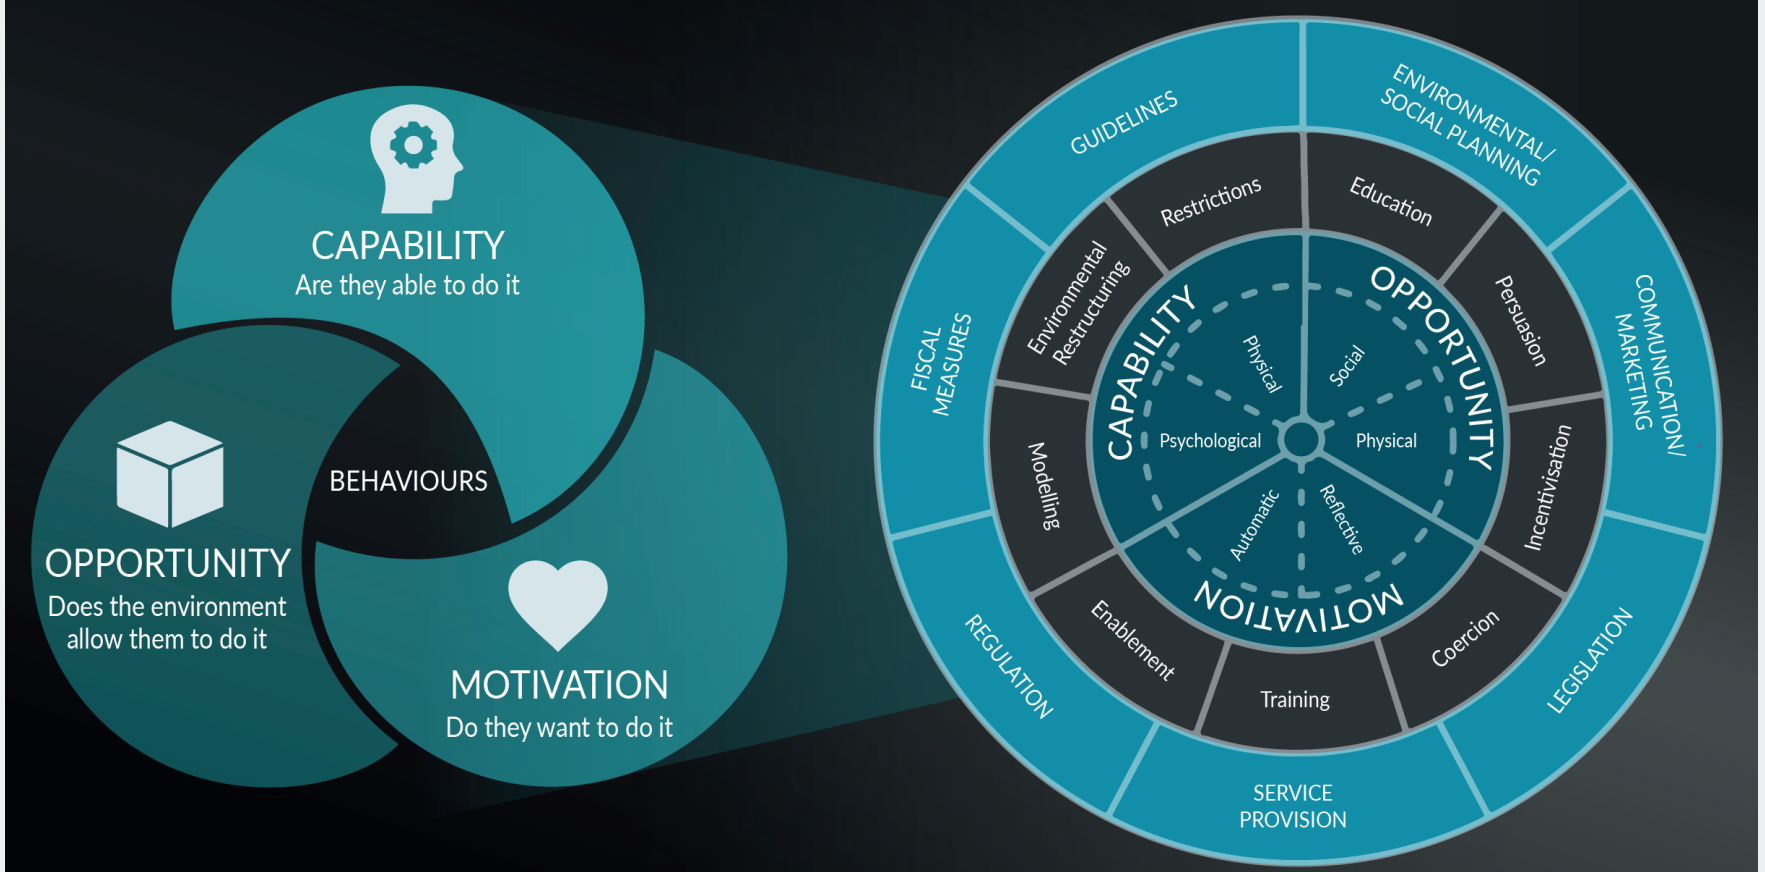 CAPABILITY
Are they able to do it
BEHAVIOURS
OPPORTUNITY
Does the environment
allow them to do it
MOTIVATION
Do they want to do it
GUIDELINES
ENVIRONMENTAL/
SOCIAL PLANNING
COMMUNICATION/
MARKETING
LEGISLATION
SERVICE
PROVISION
REGULATION
FISCAL
MEASURES
Restrictions
Education
Persuasion
Incentivisation
Coercion
Training
Enablement
Modelling
Environmental
Restructuring
CAPABILITY
OPPORTUNITY
MOTIVATION
Physical
Social
Psychological
Physical
Automatic
Reflective